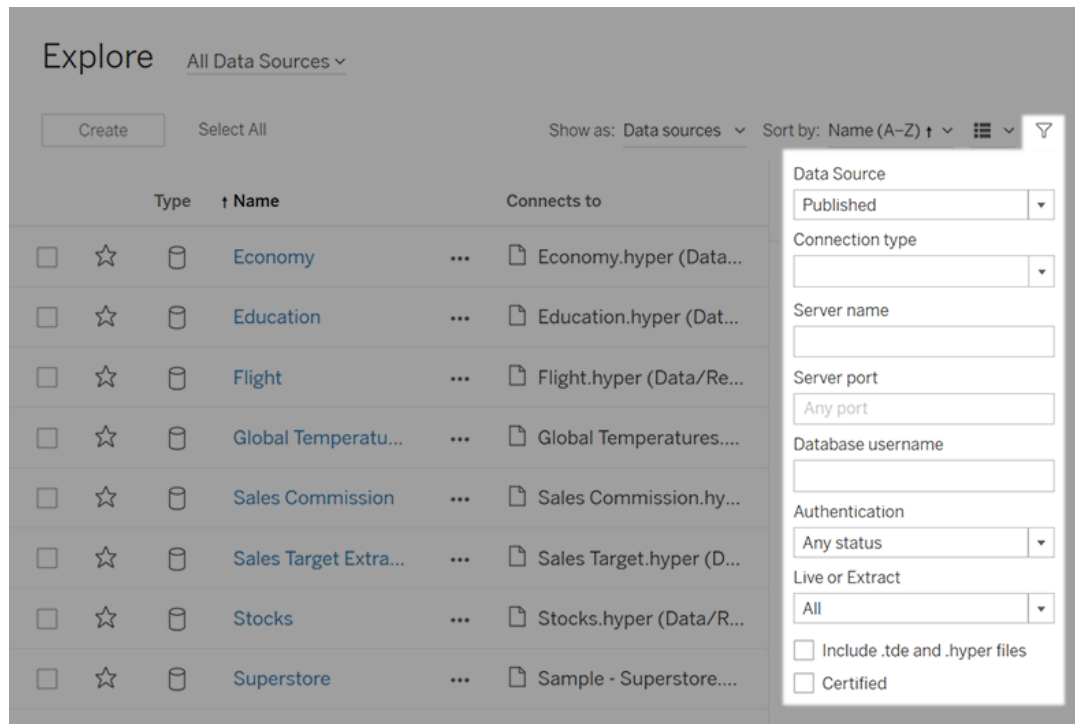 Explore All Data Sources
Create Select All Show as: Data sources Sort by: Name (A–Z) ↑
Type ↑ Name Connects to
Economy ••• Economy.hyper (Data...
Education ••• Education.hyper (Dat...
Flight ••• Flight.hyper (Data/Re...
Global Temperatu... ••• Global Temperatures....
Sales Commission ••• Sales Commission.hy...
Sales Target Extra... ••• Sales Target.hyper (D...
Stocks ••• Stocks.hyper (Data/R...
Superstore ••• Sample - Superstore....
Data Source
Published
Connection type
Server name
Server port
Any port
Database username
Authentication
Any status
Live or Extract
All
Include .tde and .hyper files
Certified